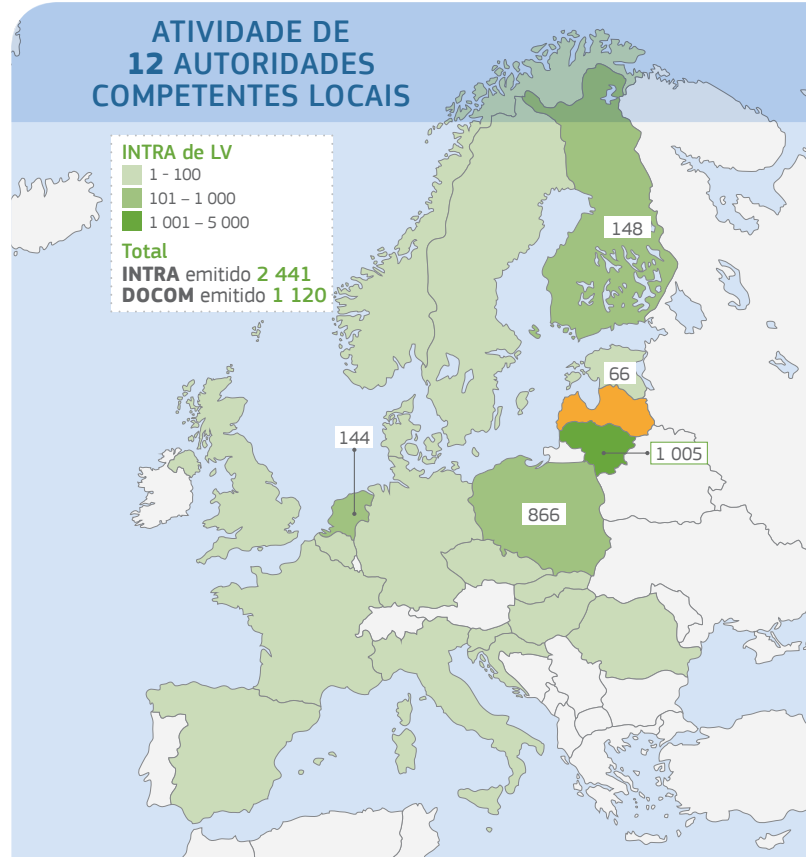 ATIVIDADE DE
12 AUTORIDADES
COMPETENTES LOCAIS
INTRA de LV
1 - 100
101 – 1 000
1 001 – 5 000
Total
INTRA emitido 2 441
DOCOM emitido 1 120
148
66
144
1 005
866